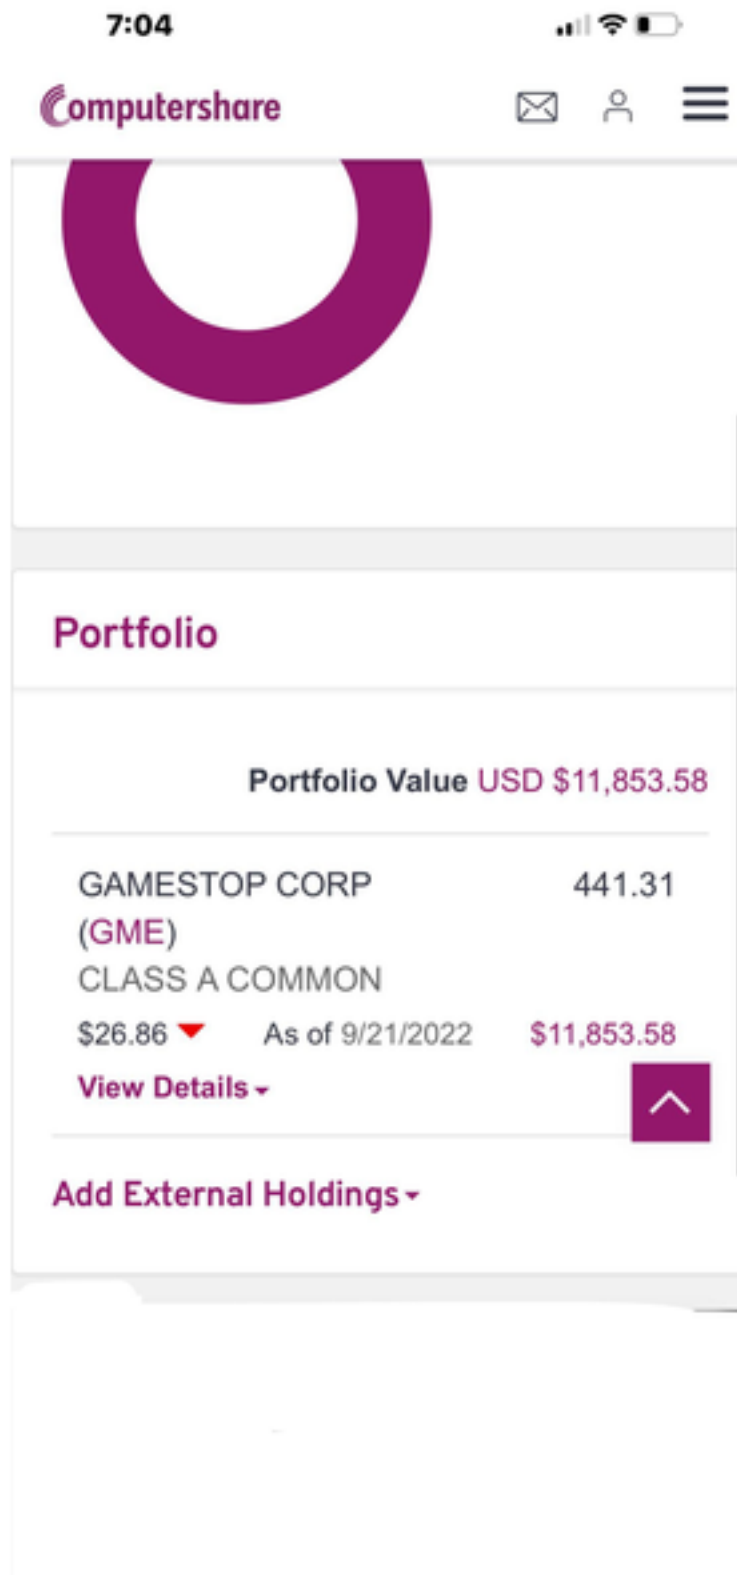 7:04
Computershare
Portfolio
Portfolio Value USD $11,853.58
GAMESTOP CORP 441.31
(GME)
CLASS A COMMON
$26.86 As of 9/21/2022 $11,853.58
View Details
Add External Holdings